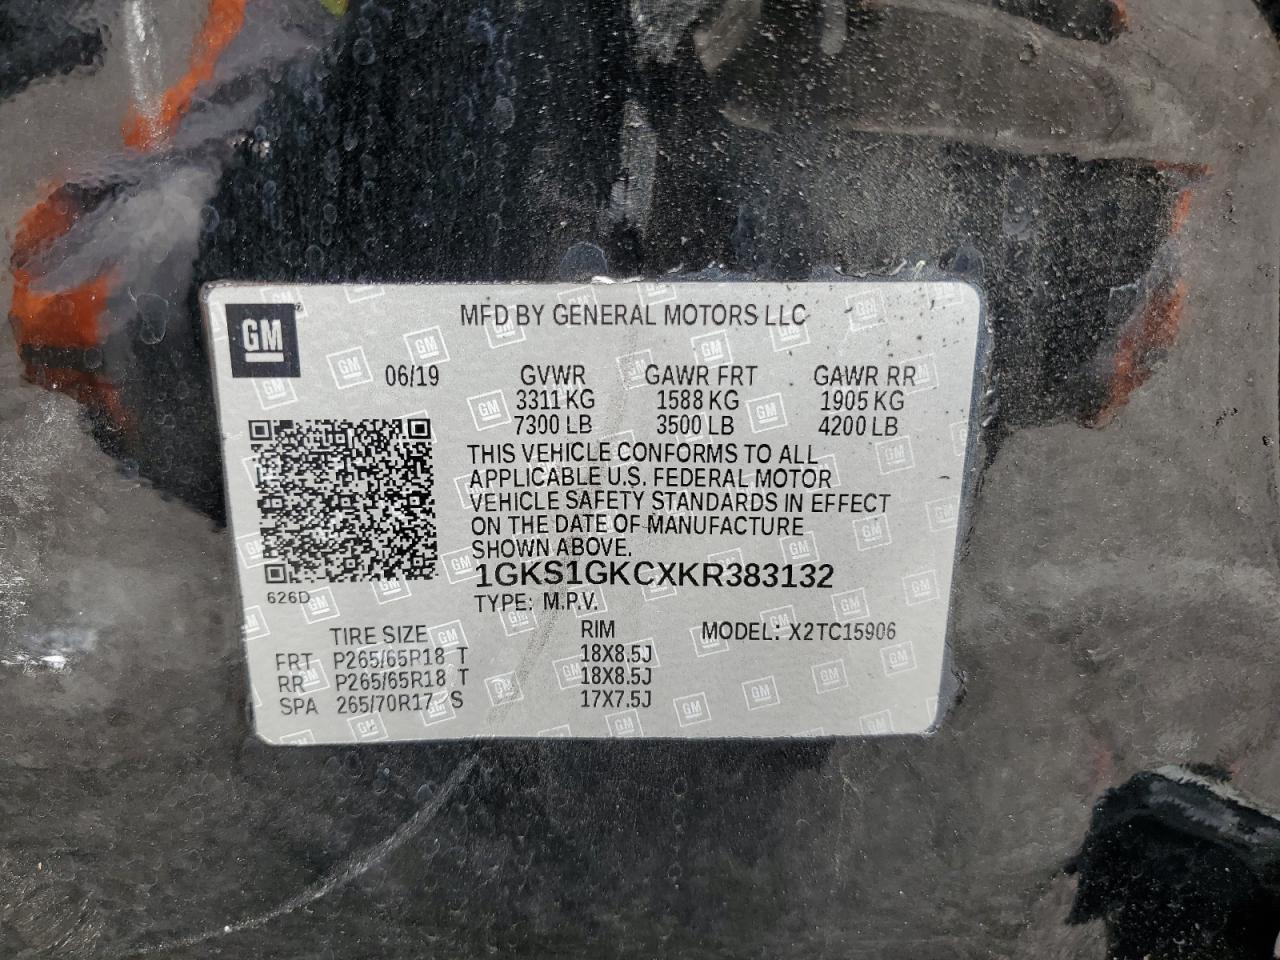 GM
MFD BY GENERAL MOTORS LLC
06/19 GVWR GAWR FRT GAWR RR
3311 KG 1588 KG 1905 KG
7300 LB 3500 LB 4200 LB
THIS VEHICLE CONFORMS TO ALL
APPLICABLE U.S. FEDERAL MOTOR
VEHICLE SAFETY STANDARDS IN EFFECT
ON THE DATE OF MANUFACTURE
SHOWN ABOVE.
1GKS1GKCXKR383132
626D
TYPE: M.P.V.
TIRE SIZE RIM MODEL: X2TC15906
FRT P265/65R18 T 18X8.5J
RR P265/65R18 T 18X8.5J
SPA 265/70R17 S 17X7.5J